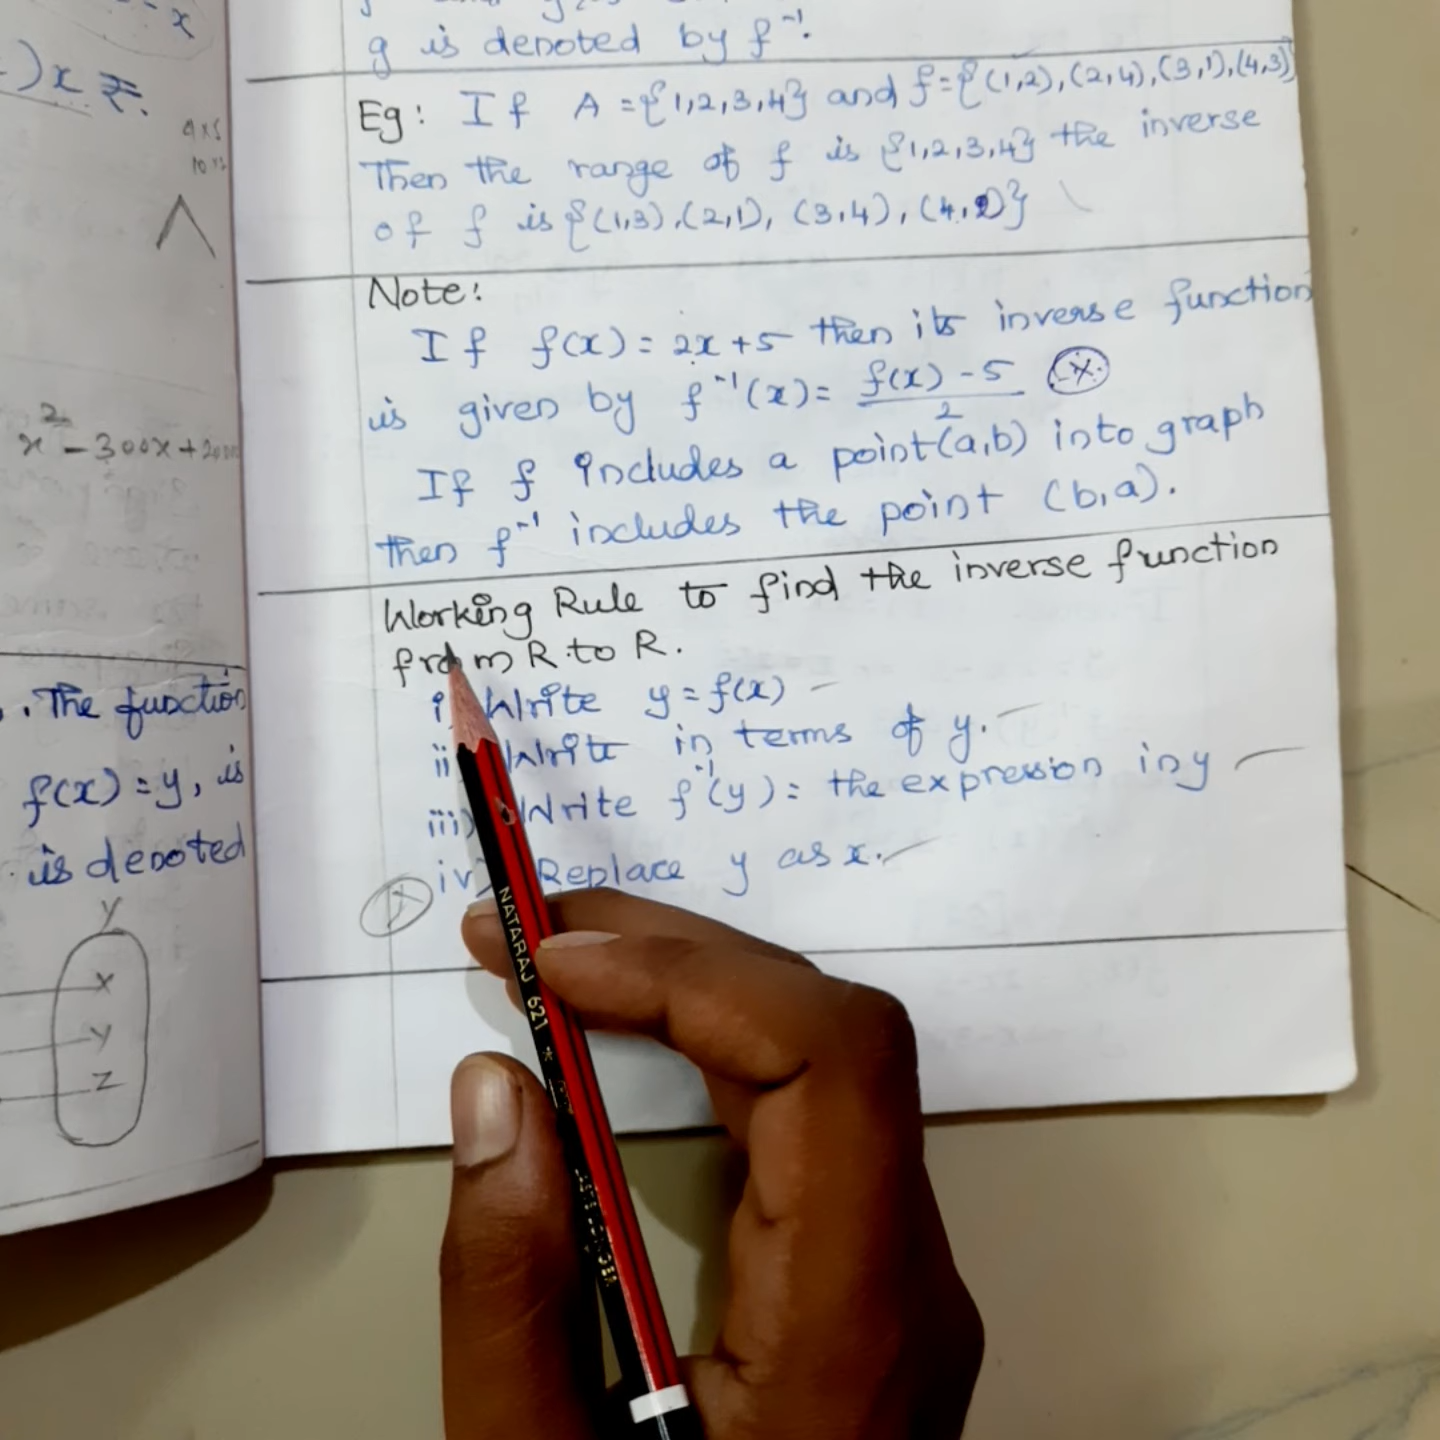 x
)x ₹.
x² - 300x + 20
. The function
f(x) = y, is
is denoted
Y
x
y
z
g is denoted by f⁻¹.
Eg: If A = {1,2,3,4} and f = {(1,2), (2,4), (3,1), (4,3)}
Then the range of f is {1,2,3,4} the inverse
of f is {(1,3), (2,1), (3,4), (4,2)}
Note:
If f(x) = 2x + 5 then its inverse function
is given by f⁻¹(x) = f(x) - 5 / 2
If f includes a point (a,b) into graph
then f⁻¹ includes the point (b,a).
Working Rule to find the inverse frunction
from R to R.
i) Write y = f(x)
ii) Write in terms of y.
iii) Write f⁻¹(y) = the expression in y
iv) Replace y as x.
NATARAJ 621